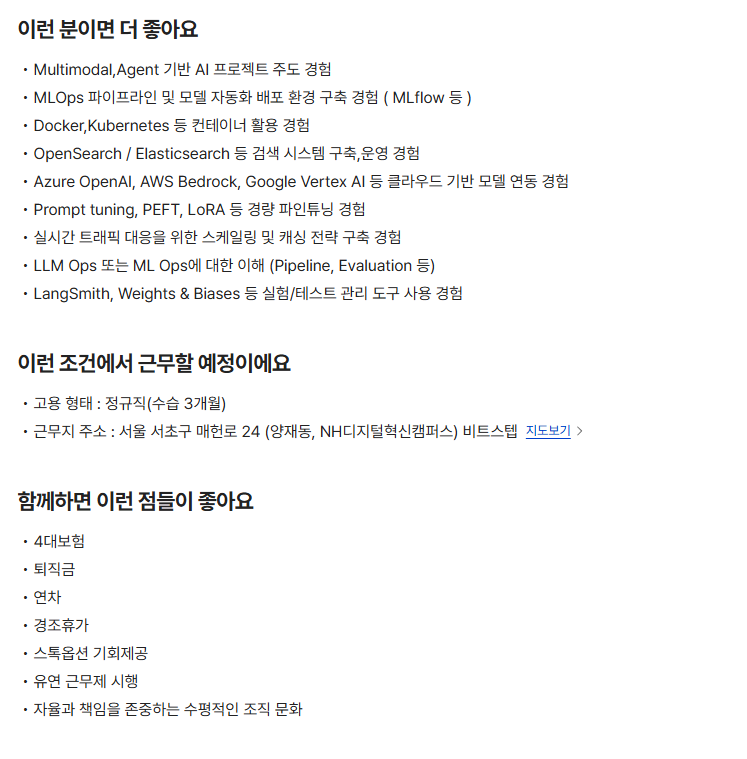 이런 분이면 더 좋아요
• Multimodal,Agent 기반 AI 프로젝트 주도 경험
• MLOps 파이프라인 및 모델 자동화 배포 환경 구축 경험 ( MLflow 등 )
• Docker,Kubernetes 등 컨테이너 활용 경험
• OpenSearch / Elasticsearch 등 검색 시스템 구축,운영 경험
• Azure OpenAI, AWS Bedrock, Google Vertex AI 등 클라우드 기반 모델 연동 경험
• Prompt tuning, PEFT, LoRA 등 경량 파인튜닝 경험
• 실시간 트래픽 대응을 위한 스케일링 및 캐싱 전략 구축 경험
• LLM Ops 또는 ML Ops에 대한 이해 (Pipeline, Evaluation 등)
• LangSmith, Weights & Biases 등 실험/테스트 관리 도구 사용 경험
이런 조건에서 근무할 예정이에요
• 고용 형태 : 정규직(수습 3개월)
• 근무지 주소 : 서울 서초구 매헌로 24 (양재동, NH디지털혁신캠퍼스) 비트스텝 지도보기 >
함께하면 이런 점들이 좋아요
• 4대보험
• 퇴직금
• 연차
• 경조휴가
• 스톡옵션 기회제공
• 유연 근무제 시행
• 자율과 책임을 존중하는 수평적인 조직 문화